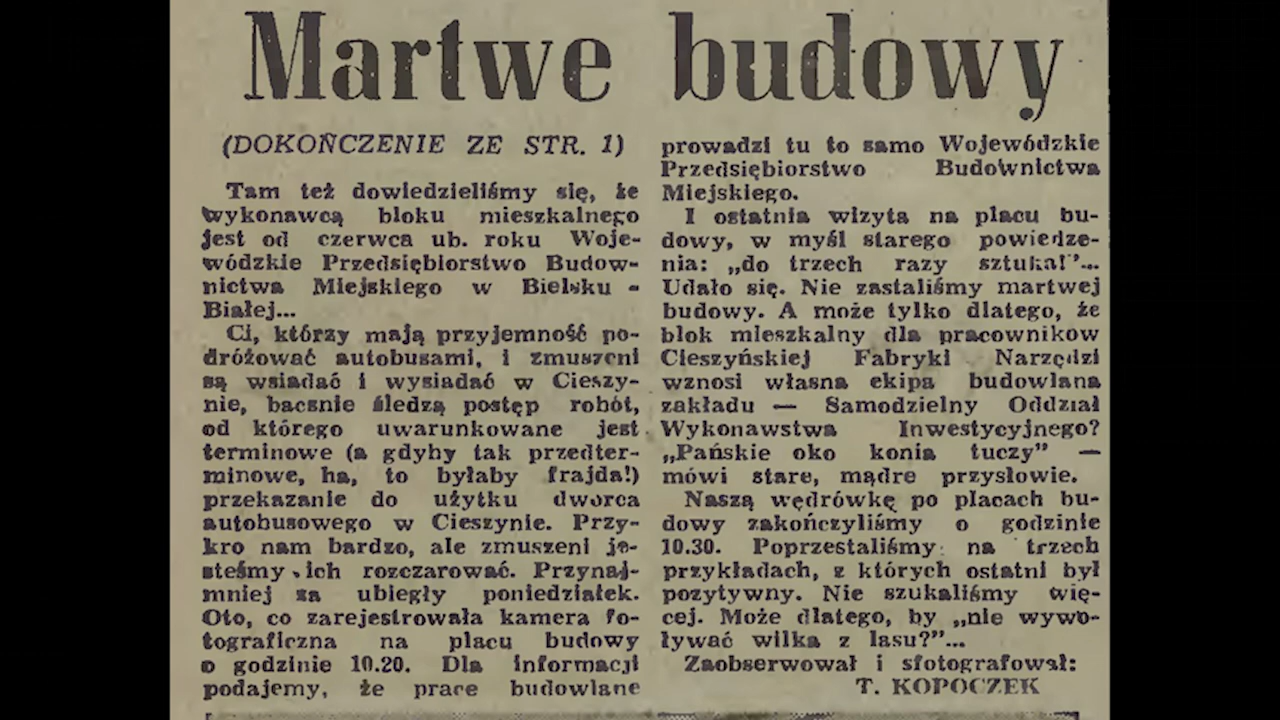 Martwe budowy
(DOKOŃCZENIE ZE STR. 1)
Tam też dowiedzieliśmy się, że
wykonawcą bloku mieszkalnego
jest od czerwca ub. roku Woje-
wódzkie Przedsiębiorstwo Budow-
nictwa Miejskiego w Bielsku -
Białej...
Ci, którzy mają przyjemność po-
dróżować autobusami, i zmuszeni
są wsiadać i wysiadać w Cieszy-
nie, bacsnie śledzą postęp robót,
od którego uwarunkowane jest
terminowe (a gdyby tak przedter-
minowe, ha, to byłaby frajda!)
przekazanie do użytku dworca
autobusowego w Cieszynie. Przy-
kro nam bardzo, ale zmuszeni je-
steśmy ich rozczarować. Przynaj-
mniej za ubiegły poniedziałek.
Oto, co zarejestrowała kamera fo-
tograficzna na placu budowy
o godzinie 10.20. Dla informacji
podajemy, że prace budowlane
prowadzi tu to samo Wojewódzkie
Przedsiębiorstwo Budownictwa
Miejskiego.
I ostatnia wizyta na placu bu-
dowy, w myśl starego powiedze-
nia: „do trzech razy sztuka!"...
Udało się. Nie zastaliśmy martwej
budowy. A może tylko dlatego, że
blok mieszkalny dla pracownikow
Cieszyńskiej Fabryki Narzędzi
wznosi własna ekipa budowlana
zakładu — Samodzielny Oddział
Wykonawstwa Inwestycyjnego?
„Pańskie oko konia tuczy" —
mówi stare, mądre przysłowie.
Naszą wędrówkę po placach bu-
dowy zakończyliśmy o godzinie
10.30. Poprzestaliśmy na trzech
przykładach, z których ostatni był
pozytywny. Nie szukaliśmy wię-
cej. Może dlatego, by „nie wywo-
ływać wilka z lasu?"...
Zaobserwował i sfotografował:
T. KOPOCZEK